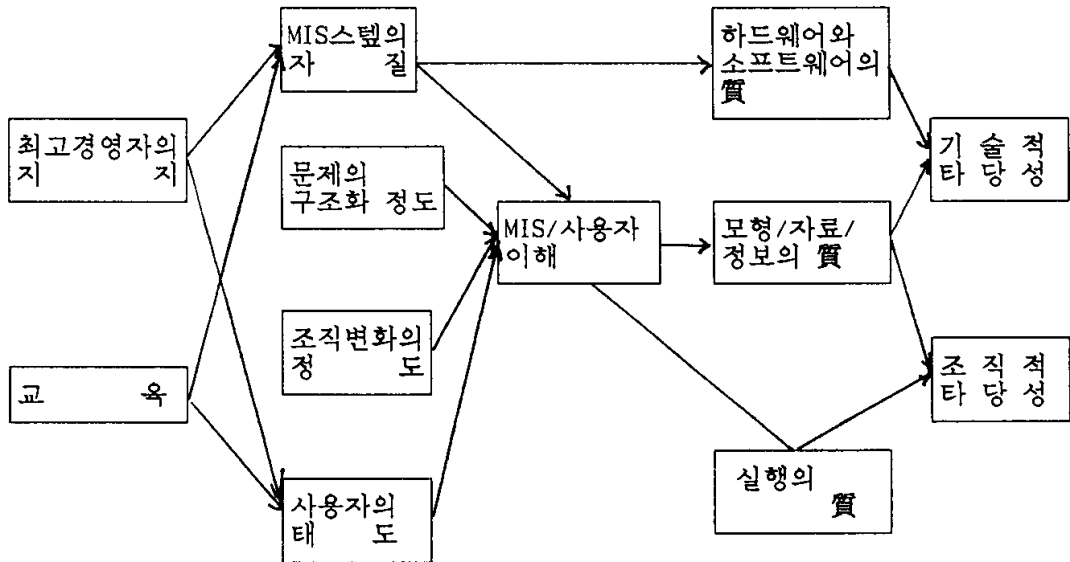 MIS스텦의
자 질
하드웨어와
소프트웨어의
質
최고경영자의
지 지
기 술 적
타 당 성
문제의
구조화 정도
MIS/사용자
이해
모형/자료/
정보의 質
조직변화의
정 도
조 직 적
타 당 성
교 육
실행의
質
사용자의
태 도